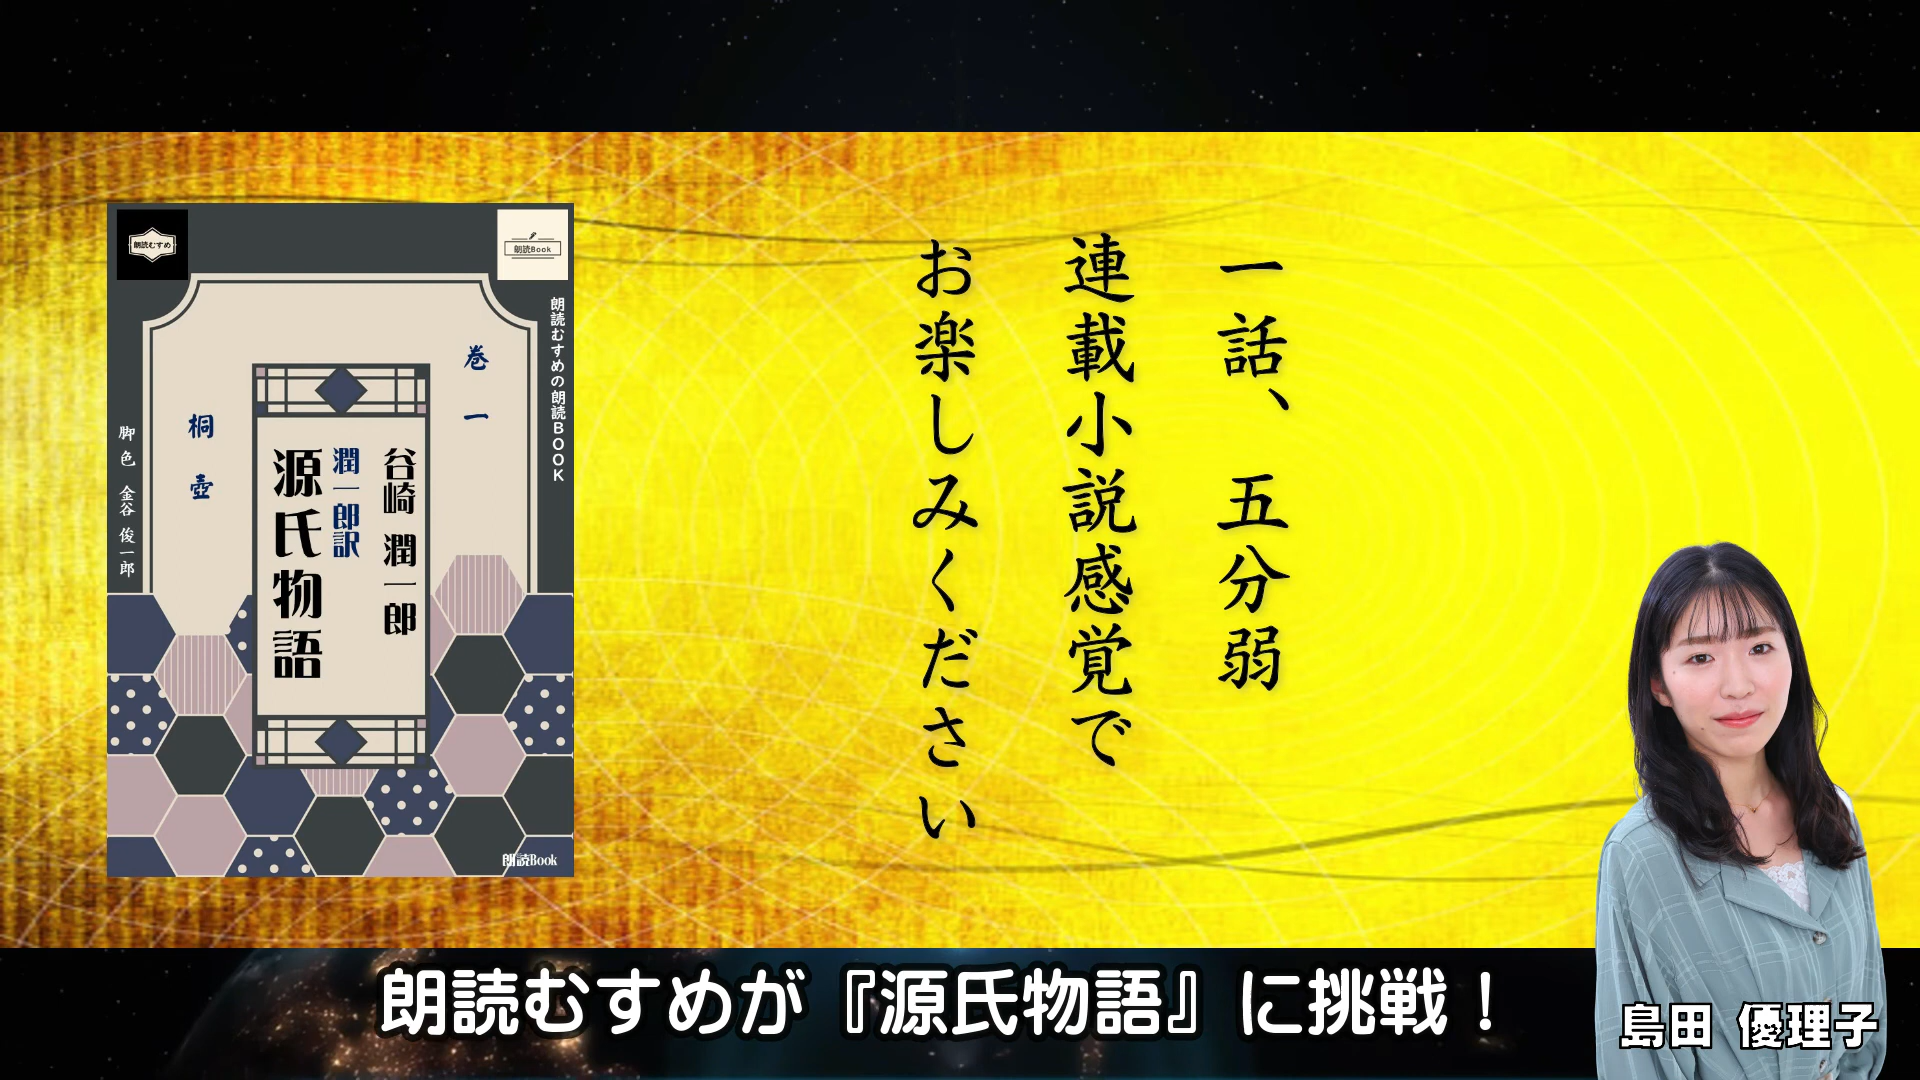 朗読むすめ
朗読Book
朗読むすめの朗読BOOK
巻一
桐壺
谷崎 潤一郎
潤一郎訳
源氏物語
脚色 金谷 俊一郎
朗読Book
一話、 五分弱
連載小説感覚で
お楽しみください
朗読むすめが『源氏物語』に挑戦！
島田 優理子